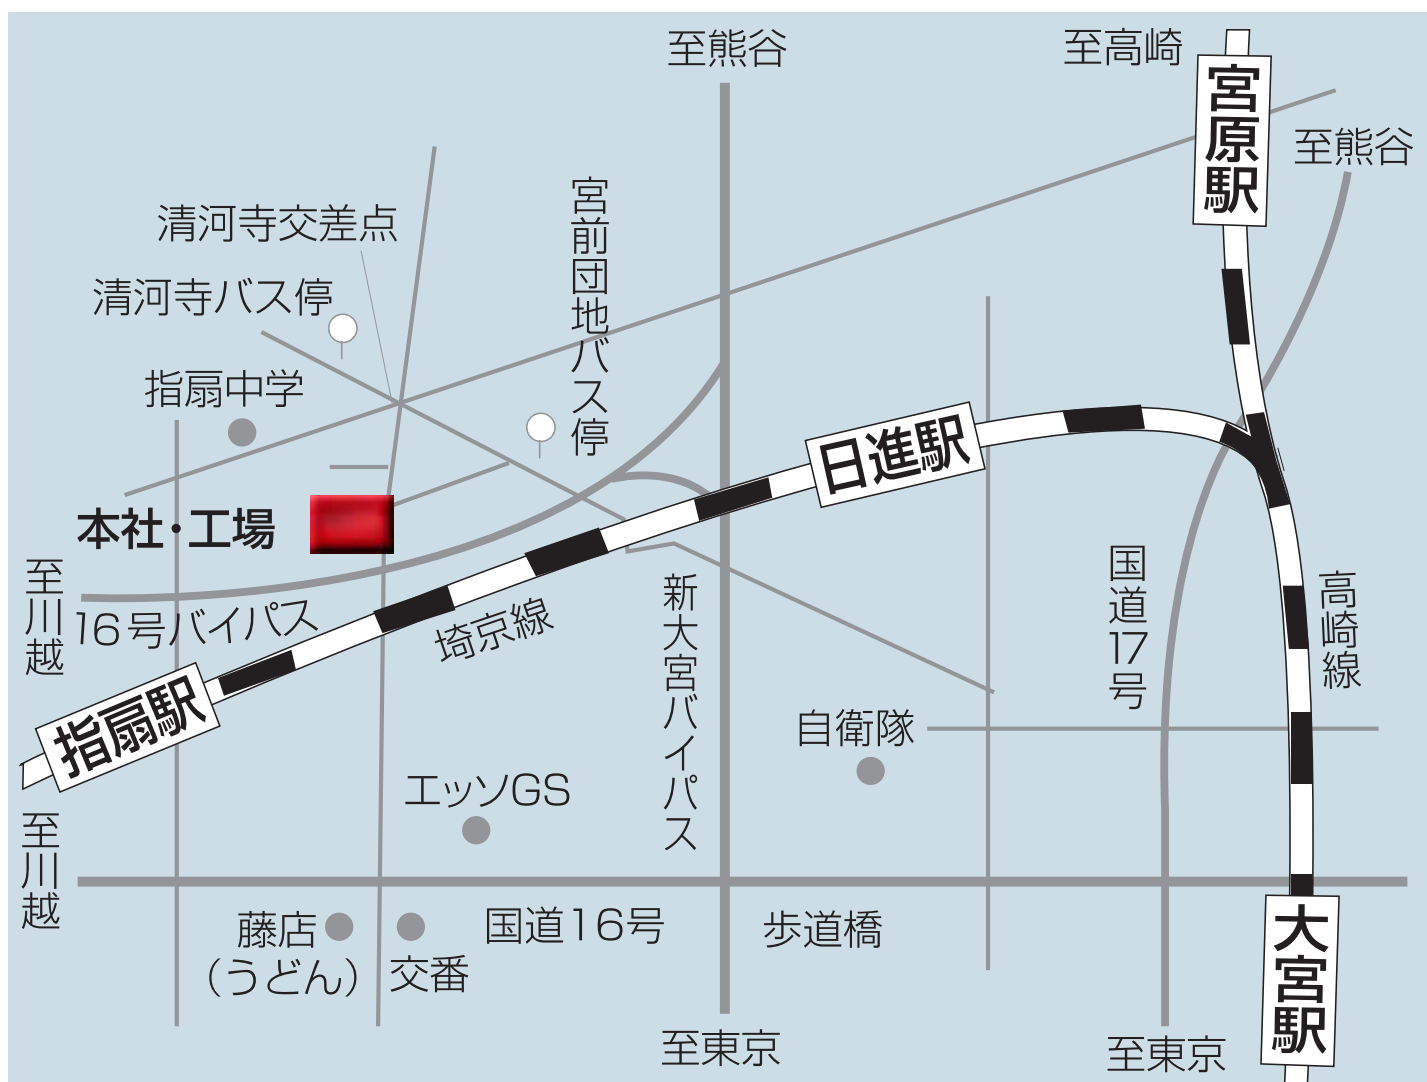 至熊谷
至高崎
宮原駅
至熊谷
清河寺交差点
宮前団地バス停
清河寺バス停
指扇中学
日進駅
本社・工場
至川越
16号バイパス
埼京線
新大宮バイパス
国道17号
高崎線
指扇駅
自衛隊
エッソGS
至川越
藤店
(うどん)
交番
国道16号
歩道橋
大宮駅
至東京
至東京